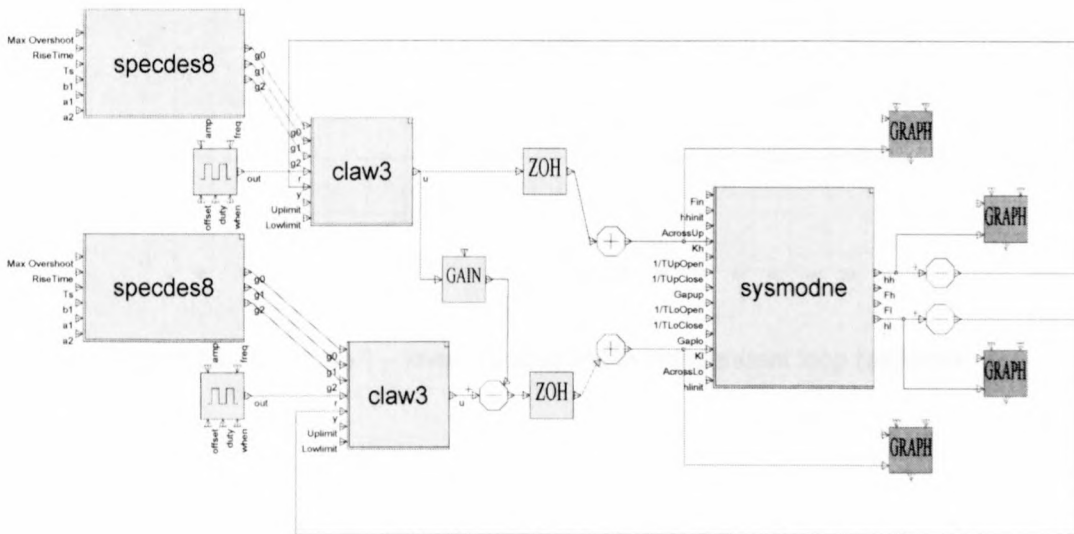 Max Overshoot
RiseTime
Ts
b1
a1
a2
specdes8
g0
g1
g2
amp
freq
out
offset
duty
when
g0
g1
g2
r
y
Uplimit
Lowlimit
claw3
u
ZOH
GAIN
Max Overshoot
RiseTime
Ts
b1
a1
a2
specdes8
g0
g1
g2
amp
freq
out
offset
duty
when
g0
g1
g2
r
y
Uplimit
Lowlimit
claw3
u
ZOH
Fin
hhinit
AcrossUp
Kh
1/TUpOpen
1/TUpClose
Gapup
1/TLoOpen
1/TLoClose
Gaplo
Kl
AcrossLo
hlinit
sysmodne
hh
Fh
Fl
hl
GRAPH
GRAPH
GRAPH
GRAPH